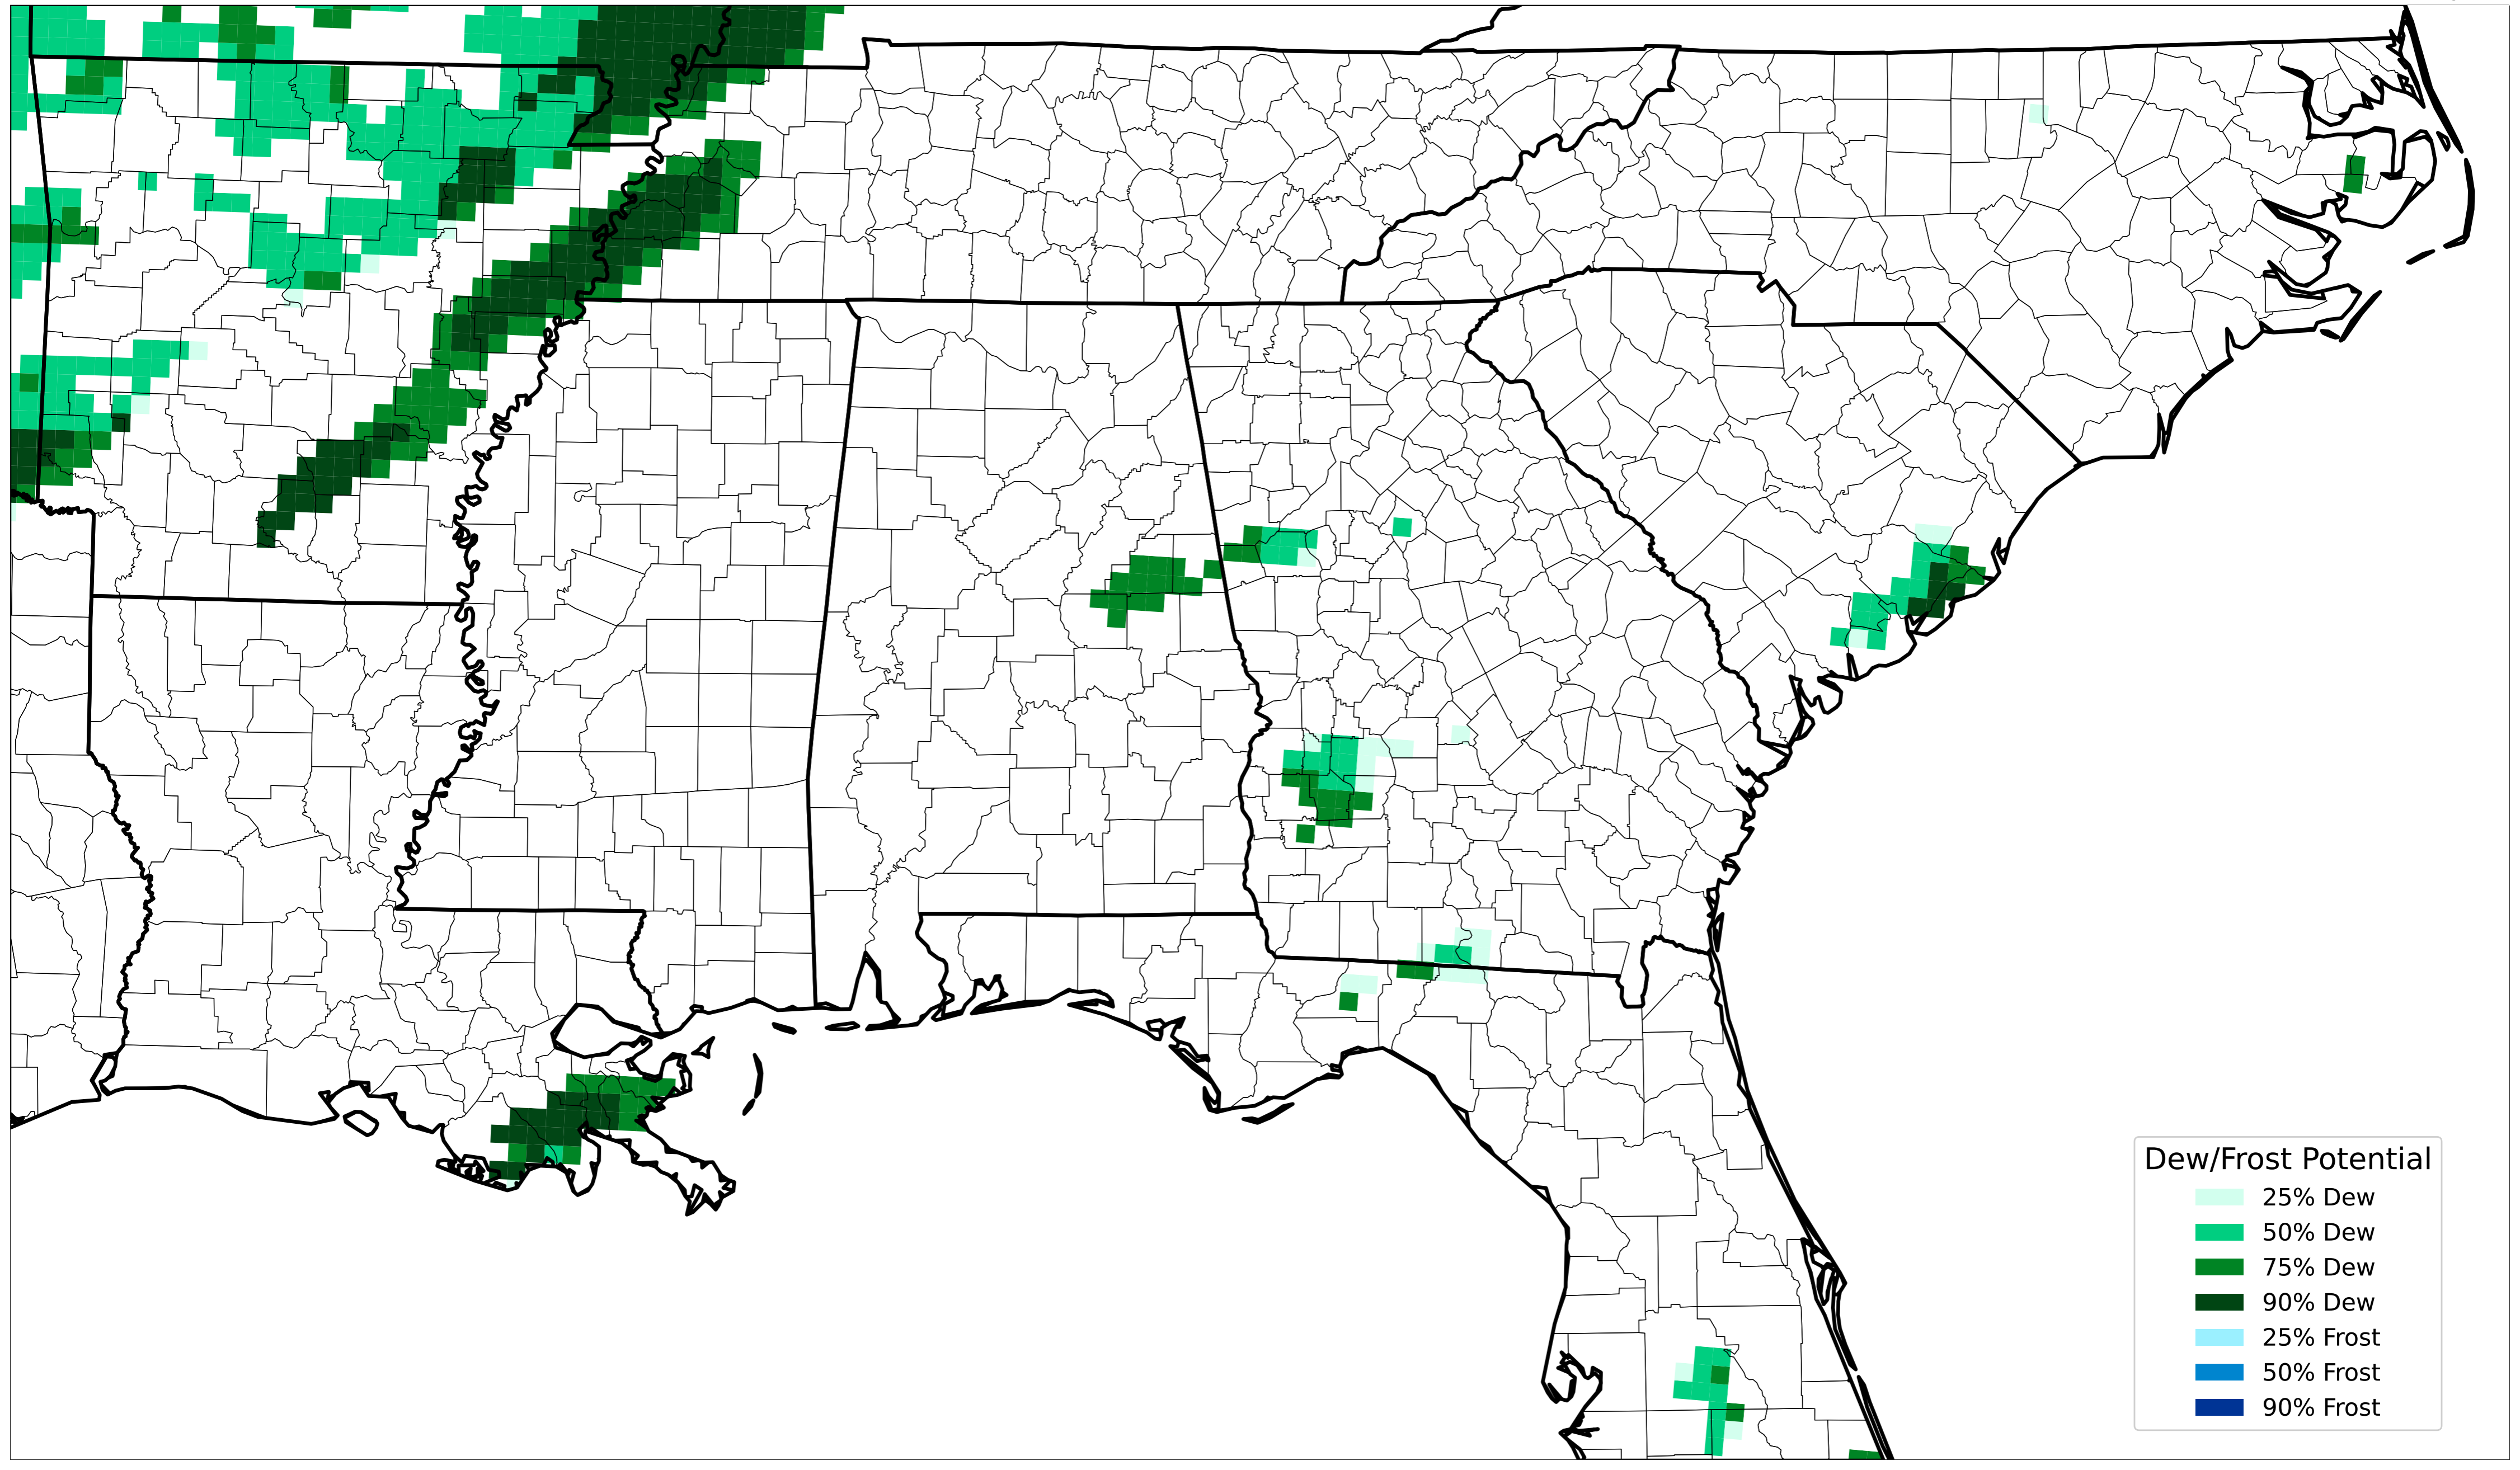 Dew/Frost Potential
25% Dew
50% Dew
75% Dew
90% Dew
25% Frost
50% Frost
90% Frost